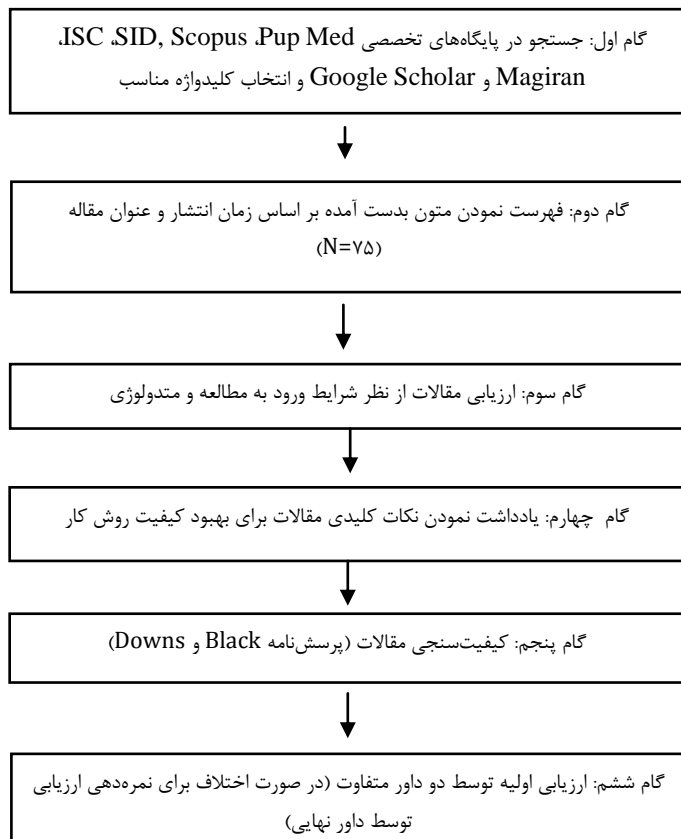 گام اول: جستجو در پایگاه‌های تخصصی ISC ،SID, Scopus ،Pup Med،
Magiran و Google Scholar و انتخاب کلیدواژه مناسب
گام دوم: فهرست نمودن متون بدست آمده بر اساس زمان انتشار و عنوان مقاله
(N=۷۵)
گام سوم: ارزیابی مقالات از نظر شرایط ورود به مطالعه و متدولوژی
گام چهارم: یادداشت نمودن نکات کلیدی مقالات برای بهبود کیفیت روش کار
گام پنجم: کیفیت‌سنجی مقالات (پرسش‌نامه Black و Downs)
گام ششم: ارزیابی اولیه توسط دو داور متفاوت (در صورت اختلاف برای نمره‌دهی ارزیابی
توسط داور نهایی)